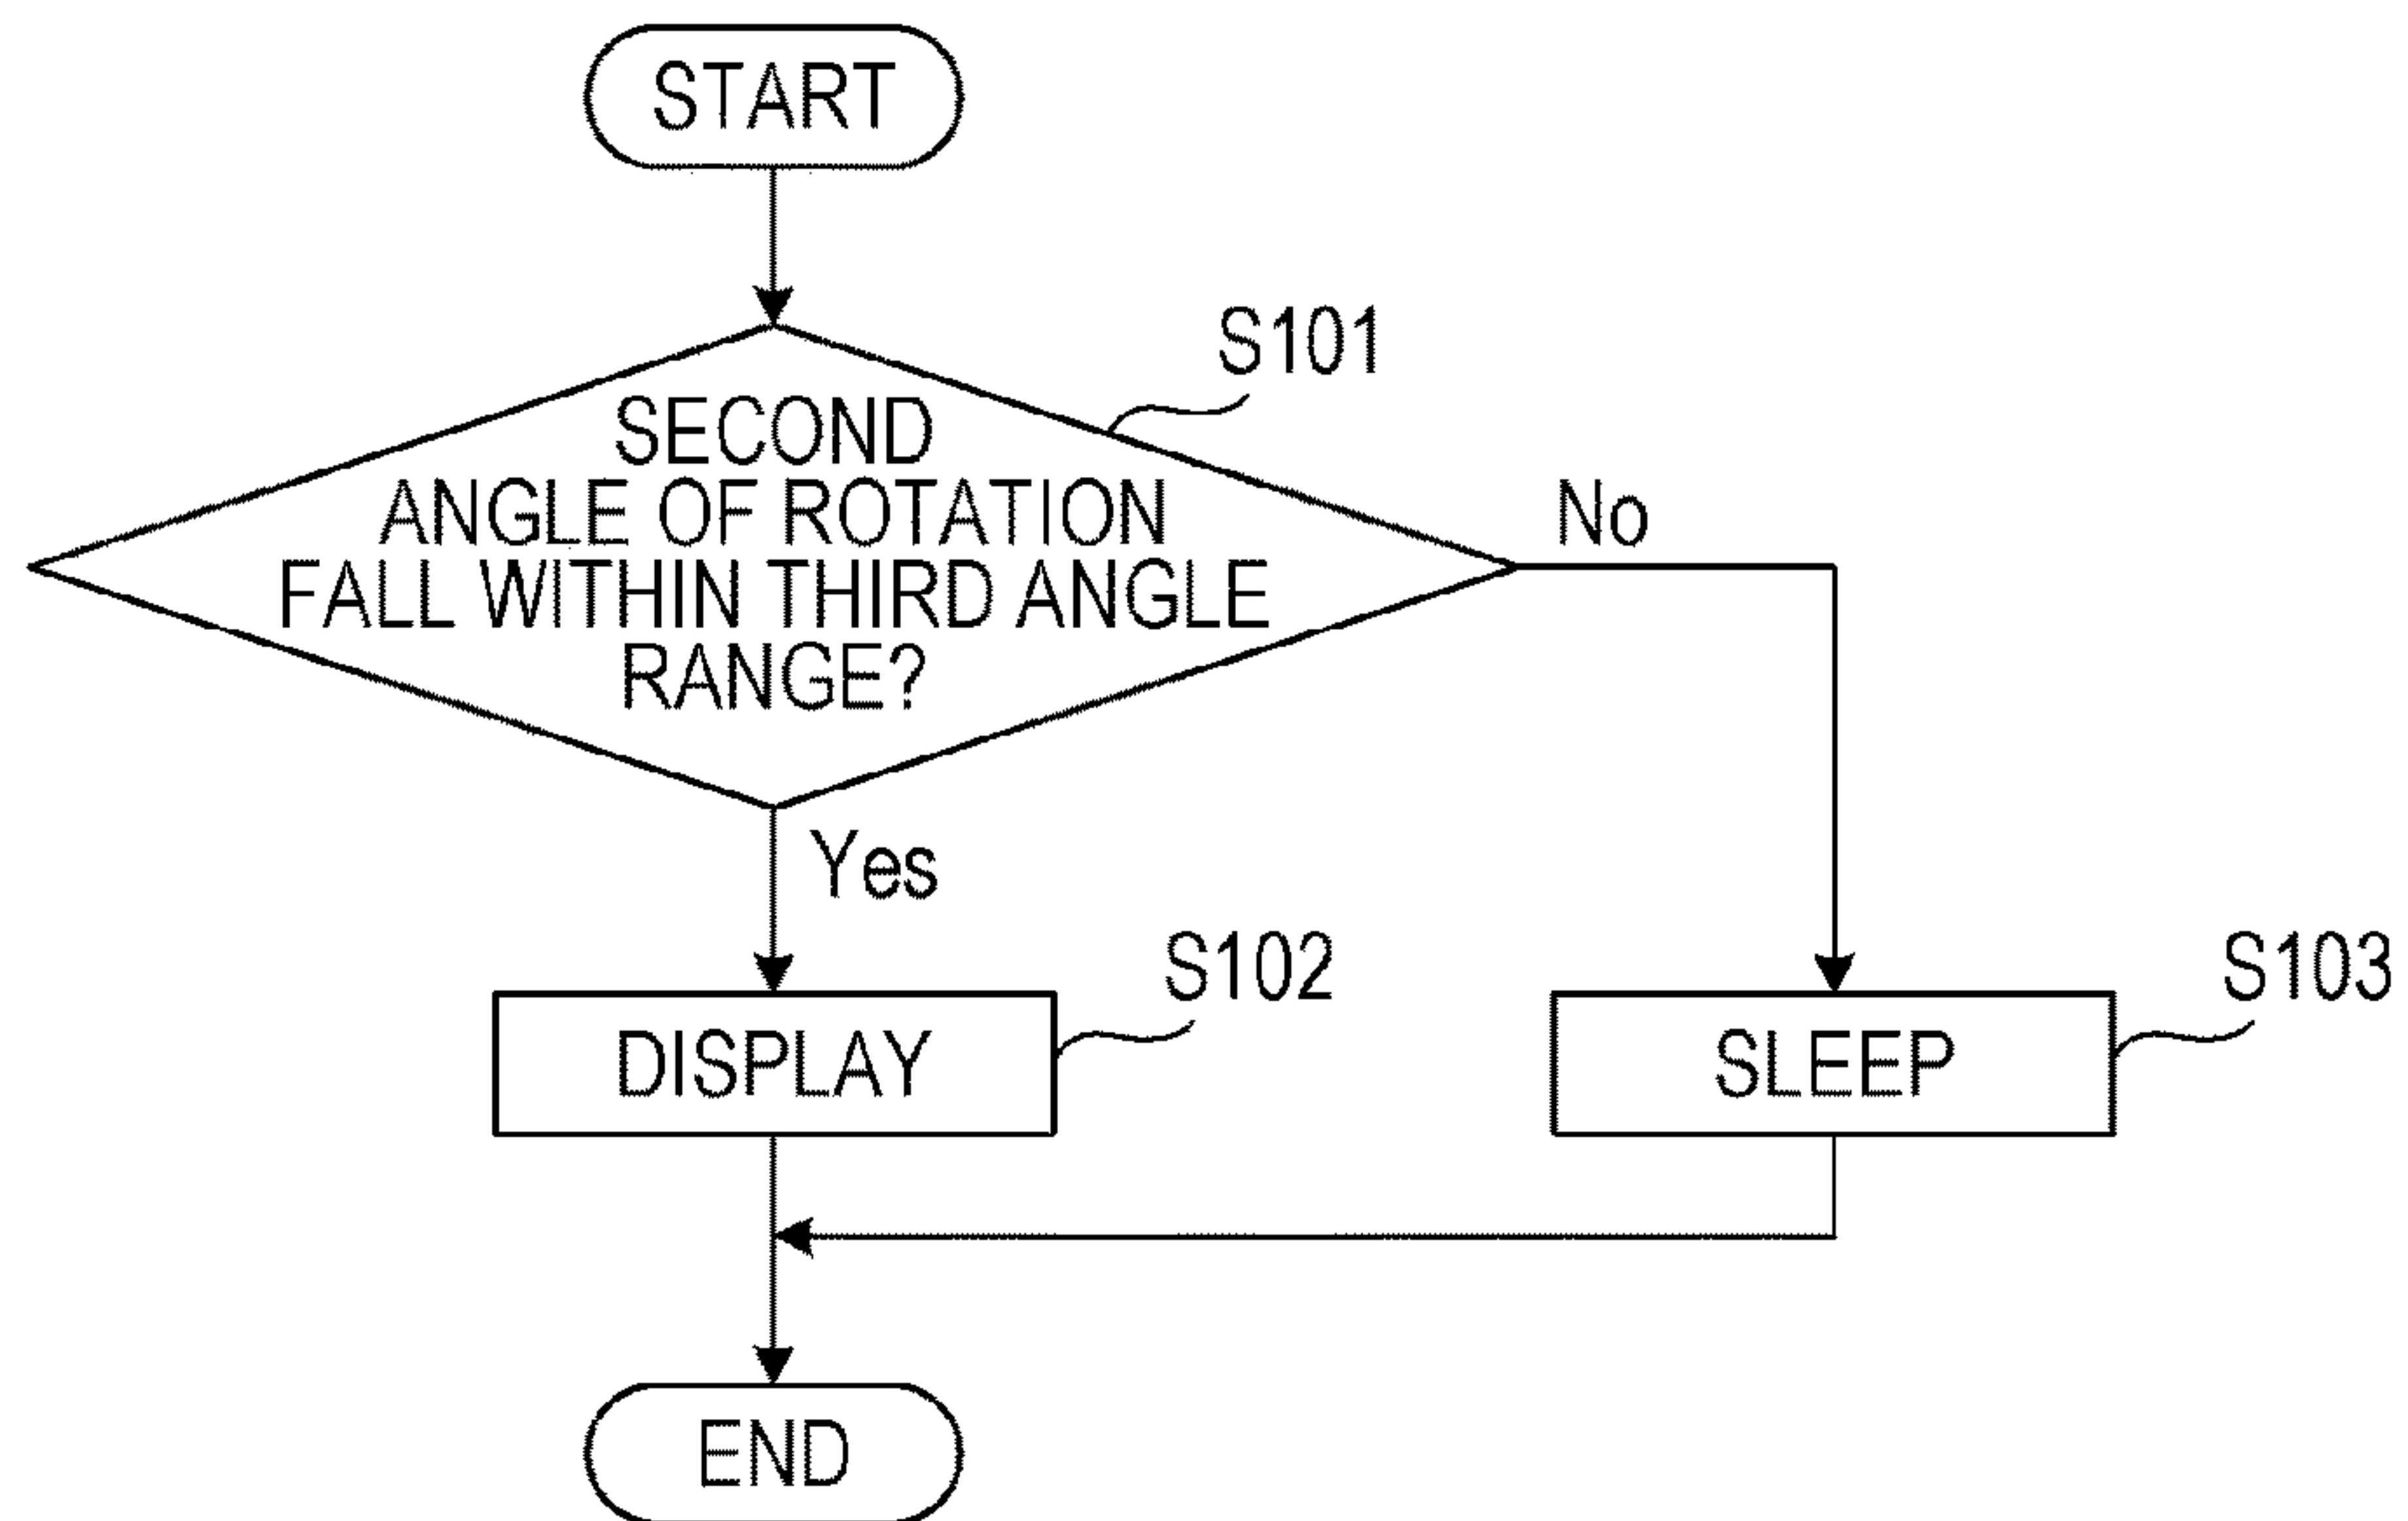 START
S101
SECOND
ANGLE OF ROTATION
FALL WITHIN THIRD ANGLE
RANGE?
No
Yes
S102
DISPLAY
S103
SLEEP
END